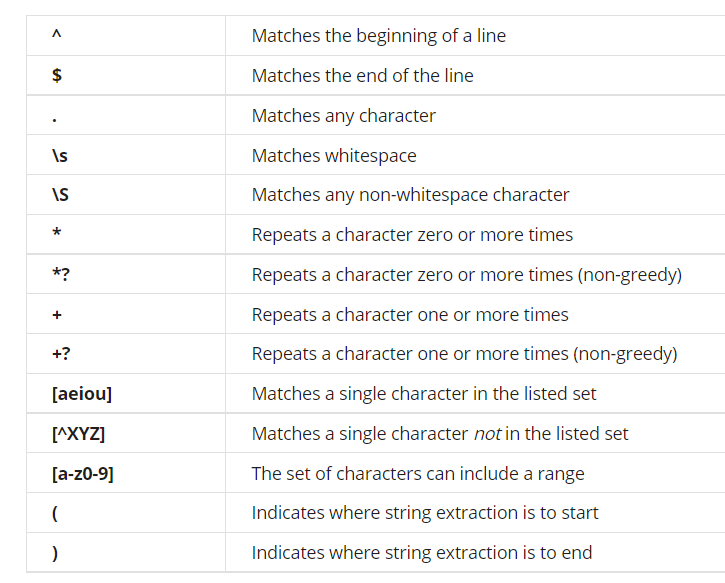 ^ Matches the beginning of a line
$ Matches the end of the line
. Matches any character
\s Matches whitespace
\S Matches any non-whitespace character
* Repeats a character zero or more times
*? Repeats a character zero or more times (non-greedy)
+ Repeats a character one or more times
+? Repeats a character one or more times (non-greedy)
[aeiou] Matches a single character in the listed set
[^XYZ] Matches a single character not in the listed set
[a-z0-9] The set of characters can include a range
( Indicates where string extraction is to start
) Indicates where string extraction is to end